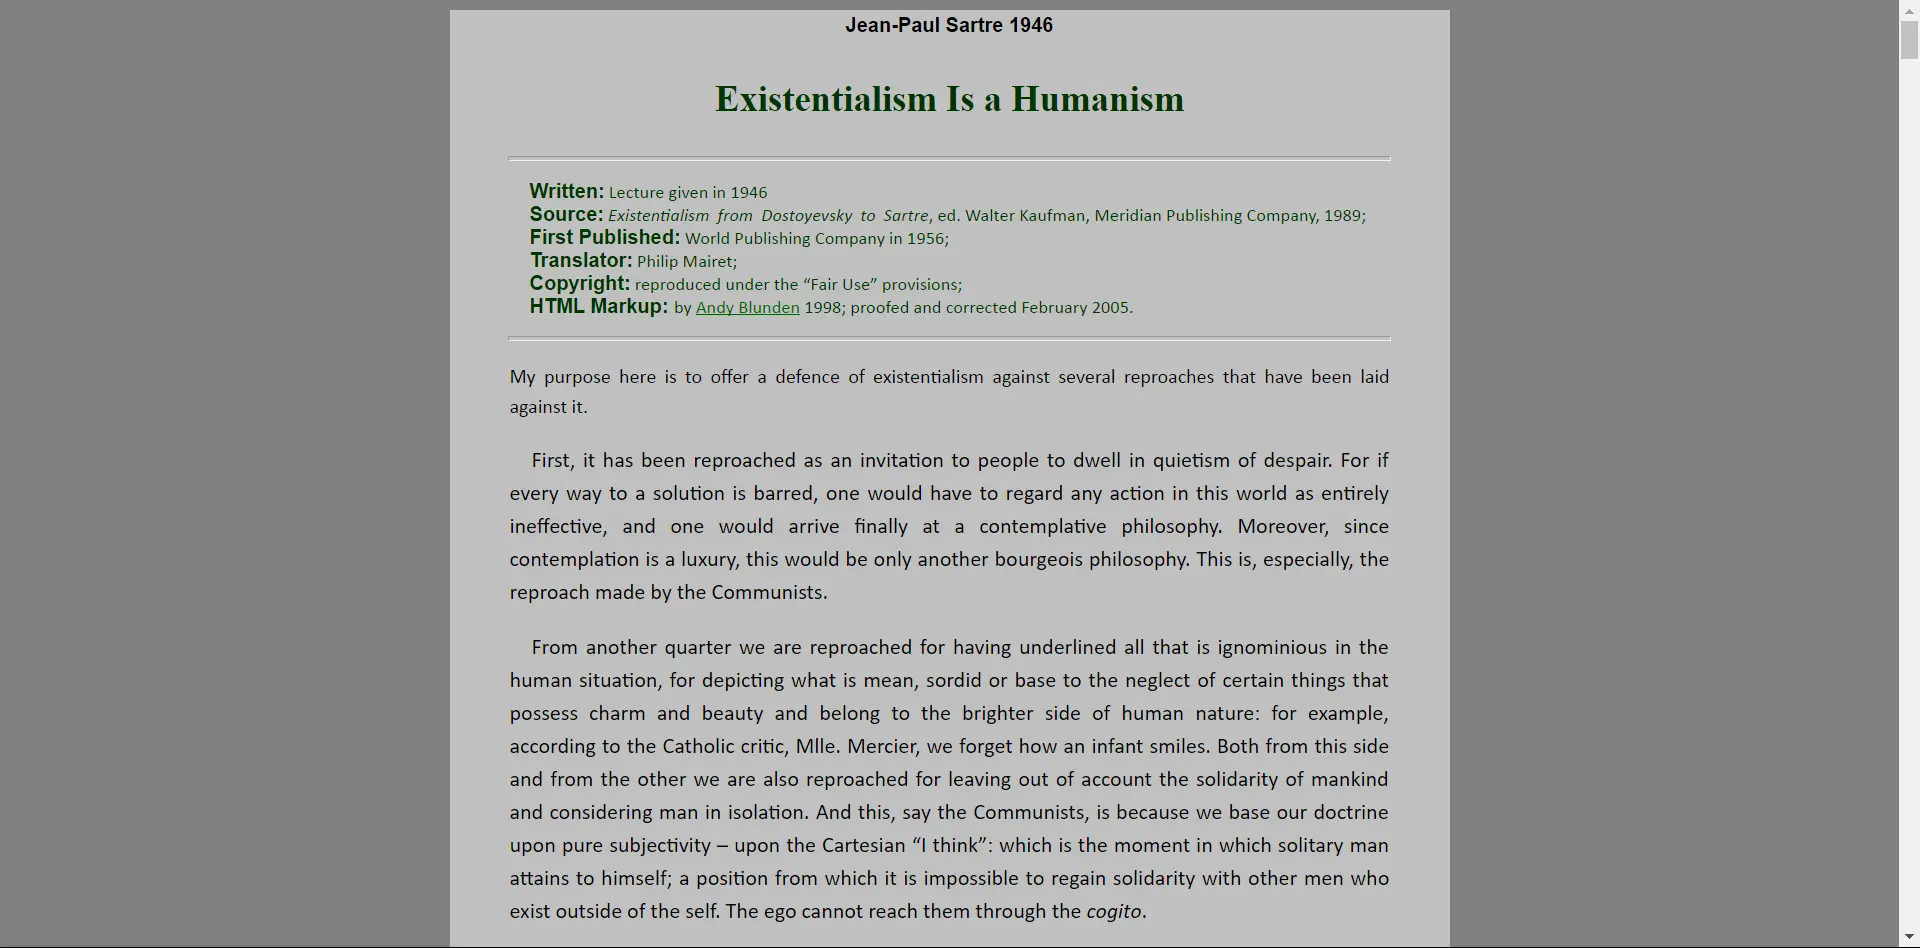 Jean-Paul Sartre 1946
Existentialism Is a Humanism
Written: Lecture given in 1946
Source: Existentialism from Dostoyevsky to Sartre, ed. Walter Kaufman, Meridian Publishing Company, 1989;
First Published: World Publishing Company in 1956;
Translator: Philip Mairet;
Copyright: reproduced under the “Fair Use” provisions;
HTML Markup: by Andy Blunden 1998; proofed and corrected February 2005.
My purpose here is to offer a defence of existentialism against several reproaches that have been laid
against it.
First, it has been reproached as an invitation to people to dwell in quietism of despair. For if
every way to a solution is barred, one would have to regard any action in this world as entirely
ineffective, and one would arrive finally at a contemplative philosophy. Moreover, since
contemplation is a luxury, this would be only another bourgeois philosophy. This is, especially, the
reproach made by the Communists.
From another quarter we are reproached for having underlined all that is ignominious in the
human situation, for depicting what is mean, sordid or base to the neglect of certain things that
possess charm and beauty and belong to the brighter side of human nature: for example,
according to the Catholic critic, Mlle. Mercier, we forget how an infant smiles. Both from this side
and from the other we are also reproached for leaving out of account the solidarity of mankind
and considering man in isolation. And this, say the Communists, is because we base our doctrine
upon pure subjectivity – upon the Cartesian “I think”: which is the moment in which solitary man
attains to himself; a position from which it is impossible to regain solidarity with other men who
exist outside of the self. The ego cannot reach them through the cogito.